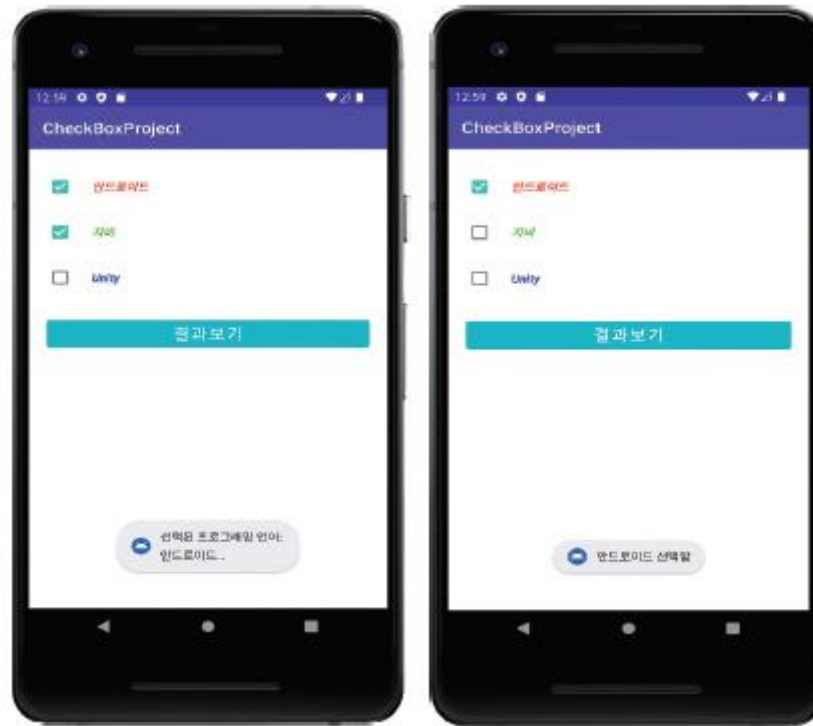 12:59
CheckBoxProject
안드로이드
자바
Unity
결과보기
선택된 프로그래밍 언어:
안드로이드...
12:59
CheckBoxProject
안드로이드
자바
Unity
결과보기
안드로이드 선택함